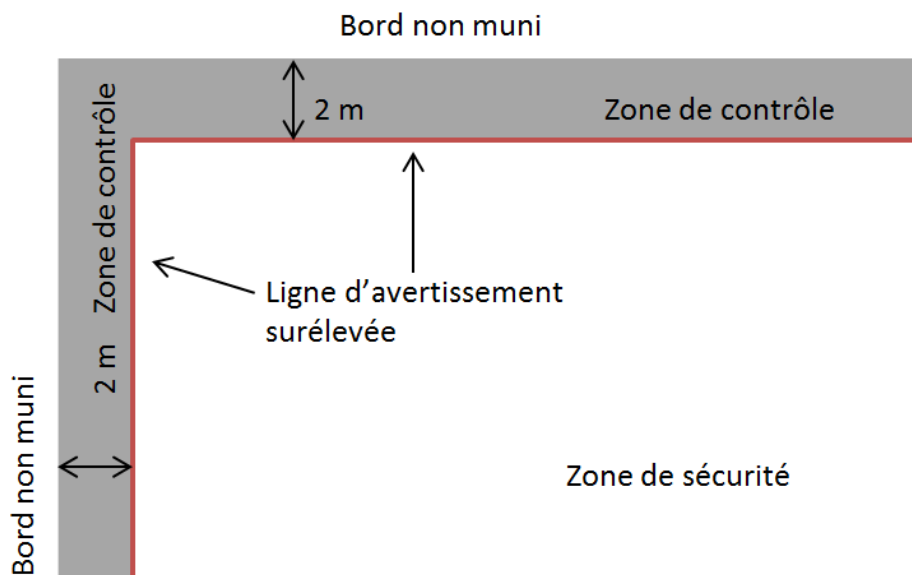 Bord non muni
2 m
Zone de contrôle
Zone de contrôle
2 m
Ligne d’avertissement
surélevée
Bord non muni
Zone de sécurité